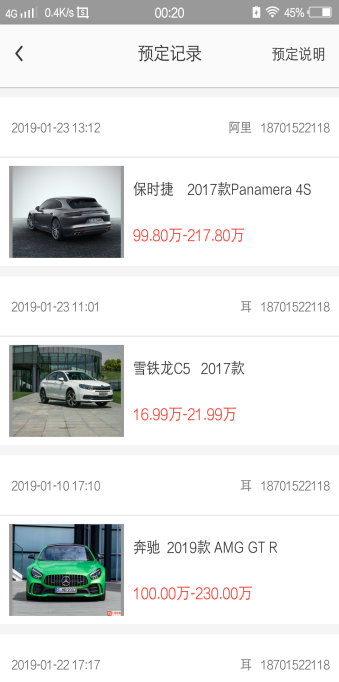 4G 0.4K/s 00:20 45%
预定记录 预定说明
2019-01-23 13:12 阿里 18701522118
保时捷 2017款Panamera 4S
99.80万-217.80万
2019-01-23 11:01 耳 18701522118
雪铁龙C5 2017款
16.99万-21.99万
2019-01-10 17:10 耳 18701522118
奔驰 2019款 AMG GT R
100.00万-230.00万
2019-01-22 17:17 耳 18701522118